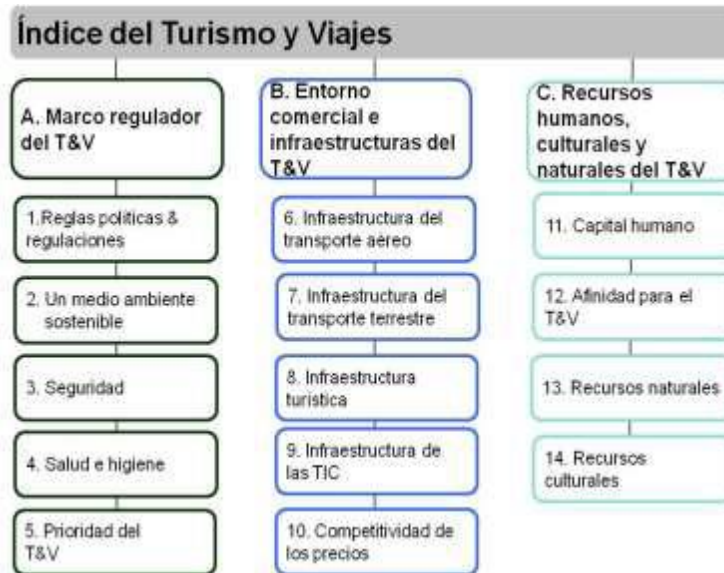 Índice del Turismo y Viajes
A. Marco regulador
del T&V
1.Reglas politicas &
regulaciones
2. Un medio ambiente
sostenible
3. Seguridad
4. Salud e higiene
5. Prioridad del
T&V
B. Entorno
comercial e
infraestructuras del
T&V
6. Infraestructura del
transporte aéreo
7. Infraestructura del
transporte terrestre
8. Infraestructura
turística
9. Infraestructura de
las TIC
10. Competitividad de
los precios
C. Recursos
humanos,
culturales y
naturales del T&V
11. Capital humano
12. Afinidad para el
T&V
13. Recursos naturales
14. Recursos
culturales